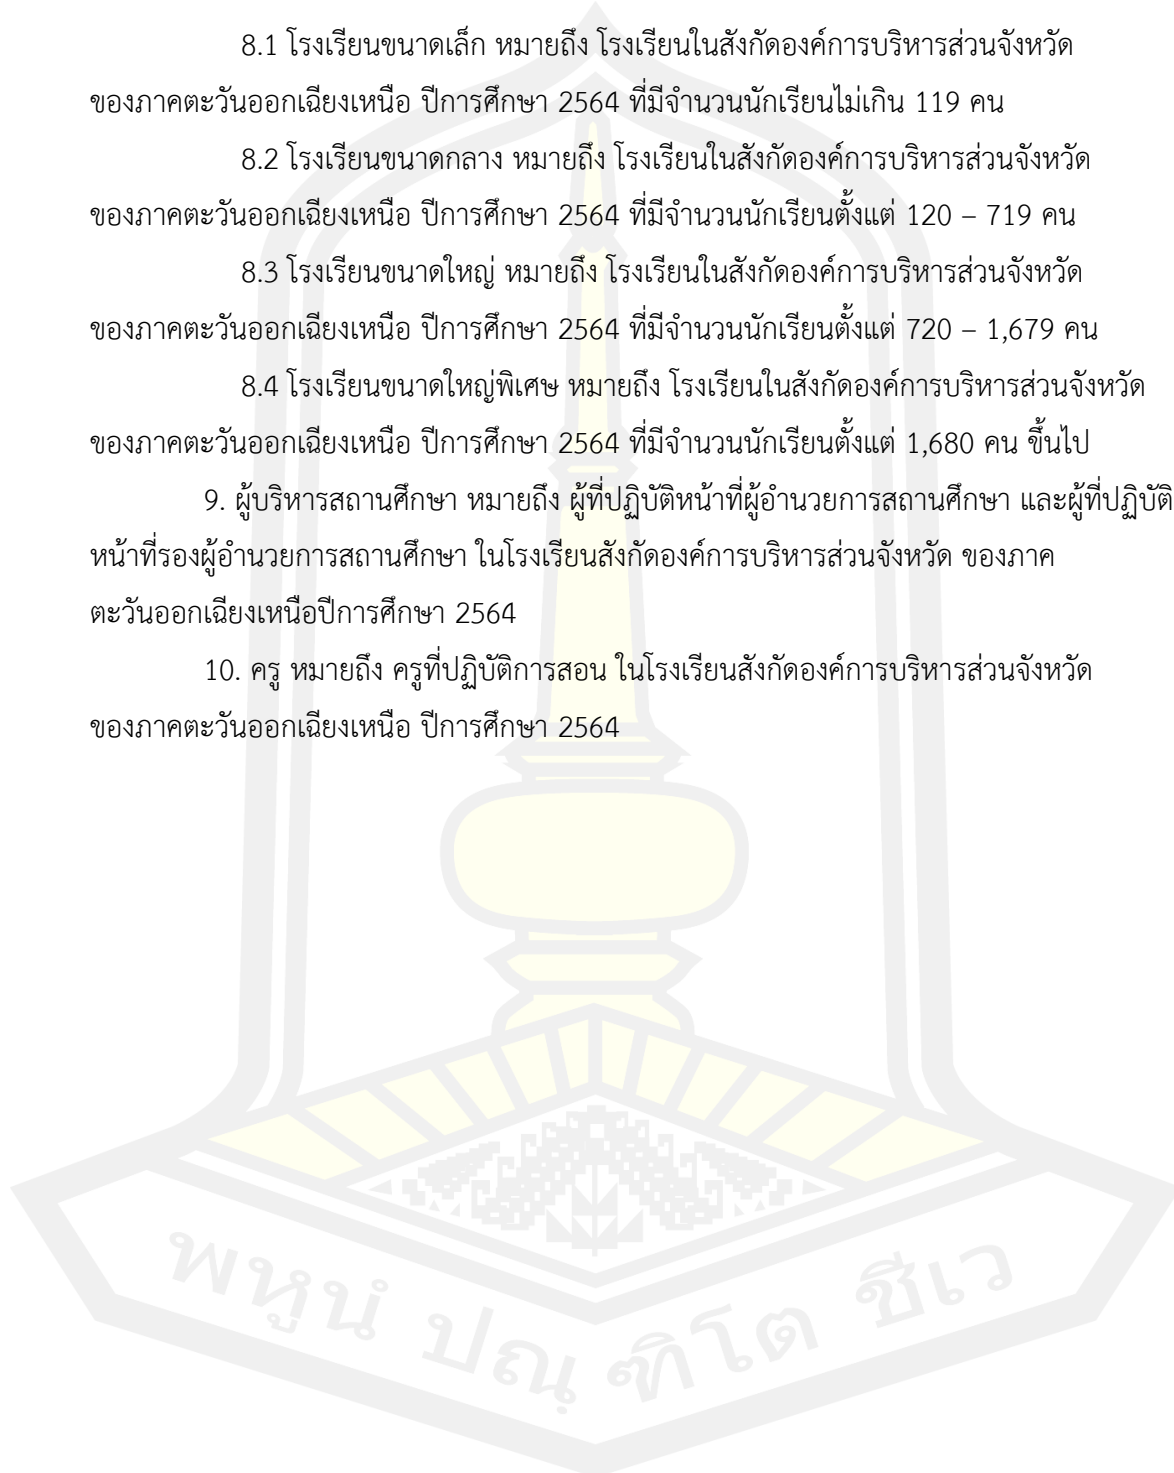 8.1 โรงเรียนขนาดเล็ก หมายถึง โรงเรียนในสังกัดองค์การบริหารส่วนจังหวัด
ของภาคตะวันออกเฉียงเหนือ ปีการศึกษา 2564 ที่มีจำนวนนักเรียนไม่เกิน 119 คน
8.2 โรงเรียนขนาดกลาง หมายถึง โรงเรียนในสังกัดองค์การบริหารส่วนจังหวัด
ของภาคตะวันออกเฉียงเหนือ ปีการศึกษา 2564 ที่มีจำนวนนักเรียนตั้งแต่ 120 – 719 คน
8.3 โรงเรียนขนาดใหญ่ หมายถึง โรงเรียนในสังกัดองค์การบริหารส่วนจังหวัด
ของภาคตะวันออกเฉียงเหนือ ปีการศึกษา 2564 ที่มีจำนวนนักเรียนตั้งแต่ 720 – 1,679 คน
8.4 โรงเรียนขนาดใหญ่พิเศษ หมายถึง โรงเรียนในสังกัดองค์การบริหารส่วนจังหวัด
ของภาคตะวันออกเฉียงเหนือ ปีการศึกษา 2564 ที่มีจำนวนนักเรียนตั้งแต่ 1,680 คน ขึ้นไป
9. ผู้บริหารสถานศึกษา หมายถึง ผู้ที่ปฏิบัติหน้าที่ผู้อำนวยการสถานศึกษา และผู้ที่ปฏิบัติ
หน้าที่รองผู้อำนวยการสถานศึกษา ในโรงเรียนสังกัดองค์การบริหารส่วนจังหวัด ของภาค
ตะวันออกเฉียงเหนือปีการศึกษา 2564
10. ครู หมายถึง ครูที่ปฏิบัติการสอน ในโรงเรียนสังกัดองค์การบริหารส่วนจังหวัด
ของภาคตะวันออกเฉียงเหนือ ปีการศึกษา 2564
พหูนํ ปณฺฑิโต ชีเว